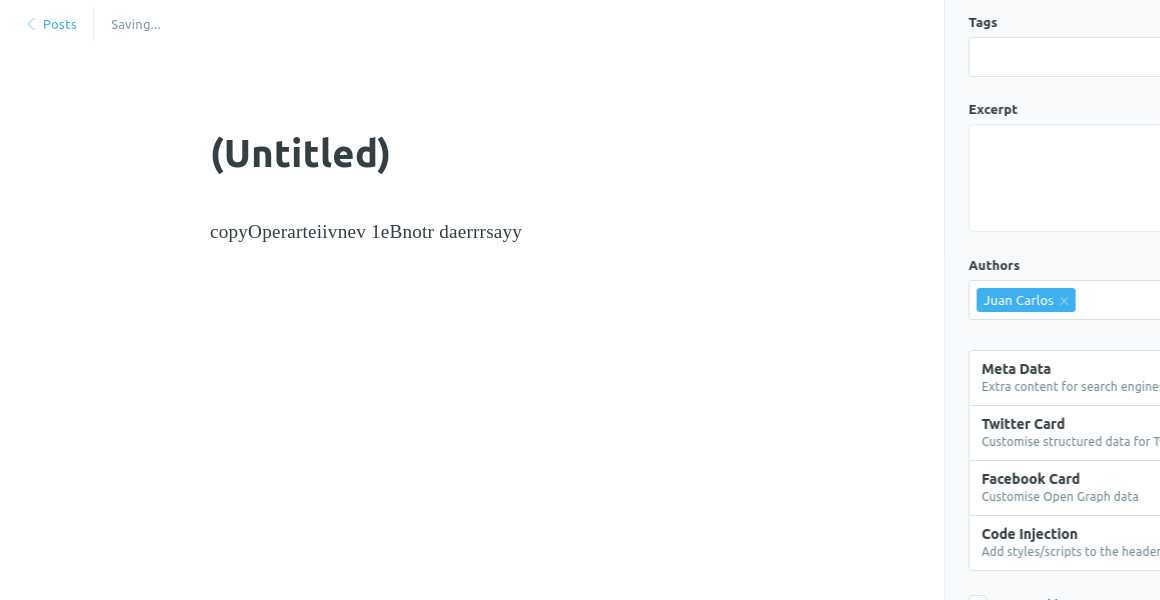 Posts
Saving...
(Untitled)
copyOperarteiivnev 1eBnotr daerrrsayy
Tags
Excerpt
Authors
Juan Carlos
Meta Data
Extra content for search engine
Twitter Card
Customise structured data for T
Facebook Card
Customise Open Graph data
Code Injection
Add styles/scripts to the header